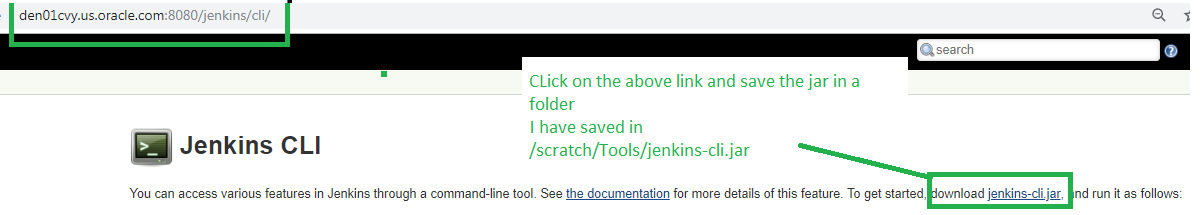 den01cvy.us.oracle.com:8080/jenkins/cli/
search
?
CLick on the above link and save the jar in a
folder
I have saved in
/scratch/Tools/jenkins-cli.jar
>_
Jenkins CLI
You can access various features in Jenkins through a command-line tool. See the documentation for more details of this feature. To get started, download jenkins-cli.jar, and run it as follows: